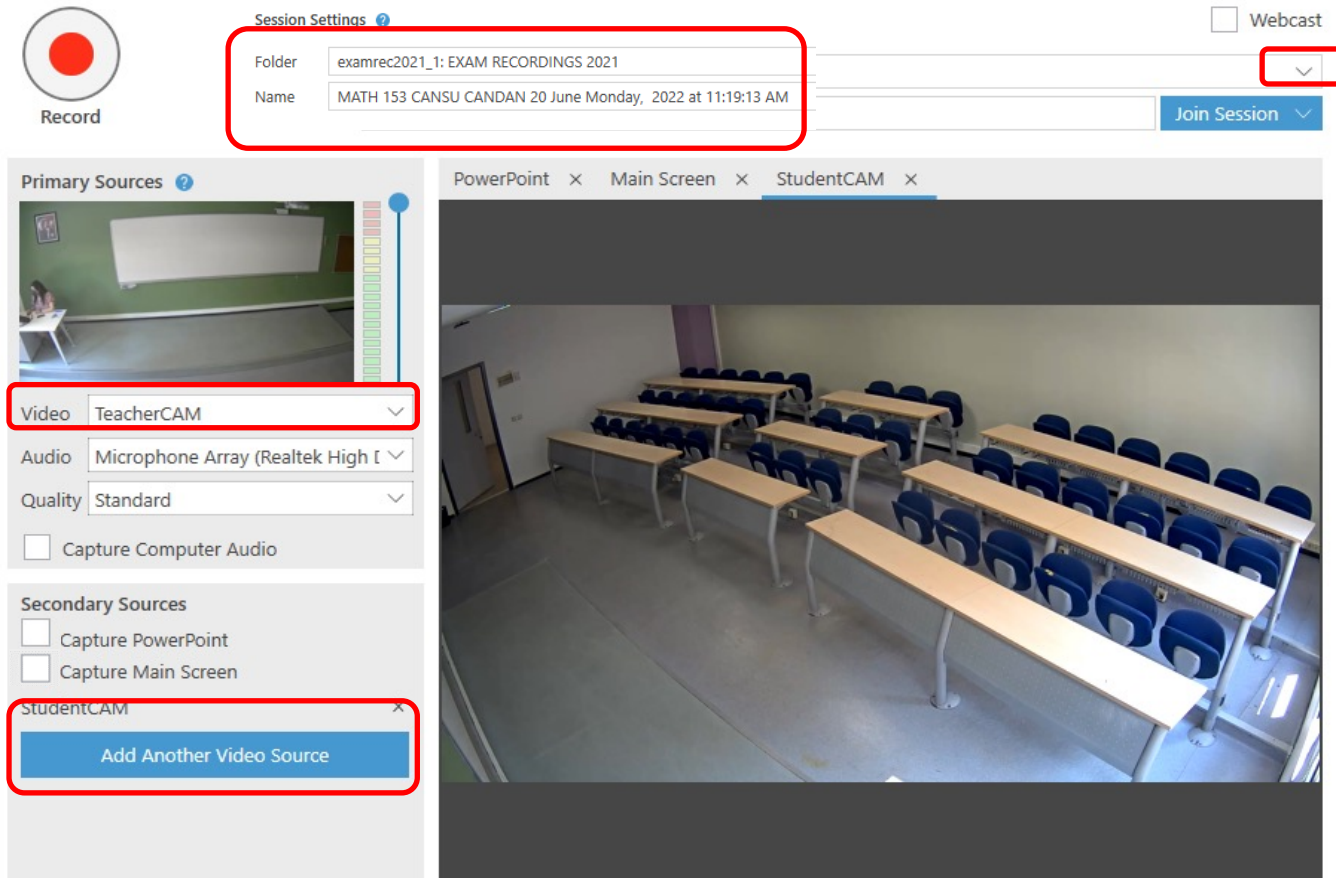 Session Settings ?
Webcast
Folder examrec2021_1: EXAM RECORDINGS 2021
Name MATH 153 CANSU CANDAN 20 June Monday, 2022 at 11:19:13 AM
Join Session
Record
Primary Sources ?
PowerPoint × Main Screen × StudentCAM ×
Video TeacherCAM
Audio Microphone Array (Realtek High D
Quality Standard
Capture Computer Audio
Secondary Sources
Capture PowerPoint
Capture Main Screen
StudentCAM ×
Add Another Video Source